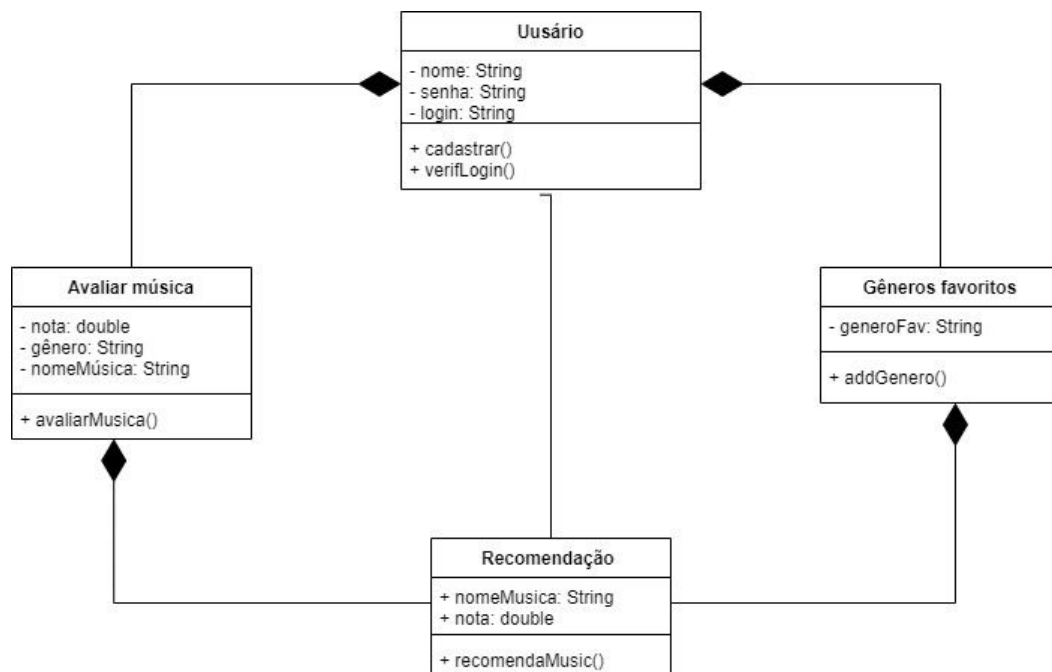 Uusário
- nome: String
- senha: String
- login: String
+ cadastrar()
+ verifLogin()
Avaliar música
- nota: double
- gênero: String
- nomeMúsica: String
+ avaliarMusica()
Gêneros favoritos
- generoFav: String
+ addGenero()
Recomendação
+ nomeMusica: String
+ nota: double
+ recomendaMusic()